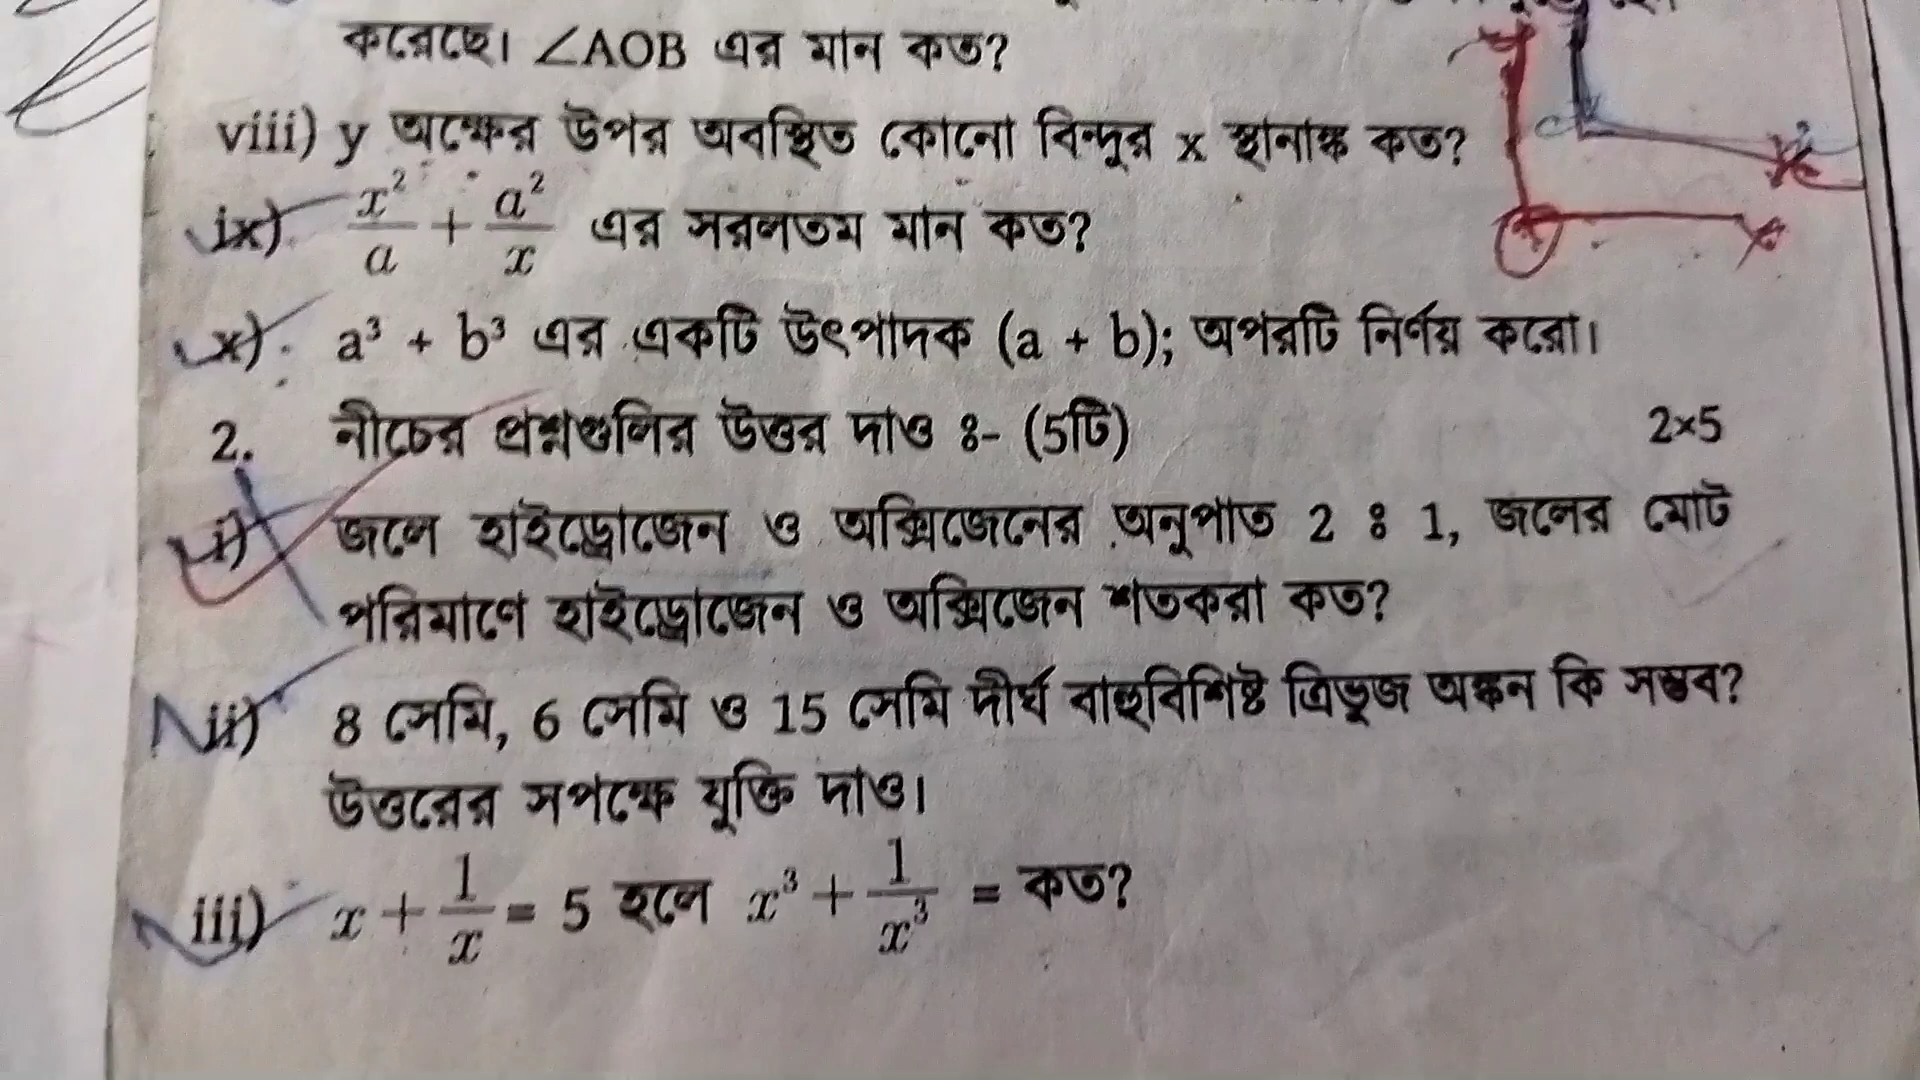 করেছে। ∠AOB এর মান কত?
viii) y অক্ষের উপর অবস্থিত কোনো বিন্দুর x স্থানাঙ্ক কত?
ix) x²/a + a²/x এর সরলতম মান কত?
x) a³ + b³ এর একটি উৎপাদক (a + b); অপরটি নির্ণয় করো।
2. নীচের প্রশ্নগুলির উত্তর দাও ঃ- (5টি) 2×5
i) জলে হাইড্রোজেন ও অক্সিজেনের অনুপাত 2 ঃ 1, জলের মোট
পরিমাণে হাইড্রোজেন ও অক্সিজেন শতকরা কত?
ii) 8 সেমি, 6 সেমি ও 15 সেমি দীর্ঘ বাহুবিশিষ্ট ত্রিভুজ অঙ্কন কি সম্ভব?
উত্তরের সপক্ষে যুক্তি দাও।
iii) x + 1/x = 5 হলে x³ + 1/x³ = কত?